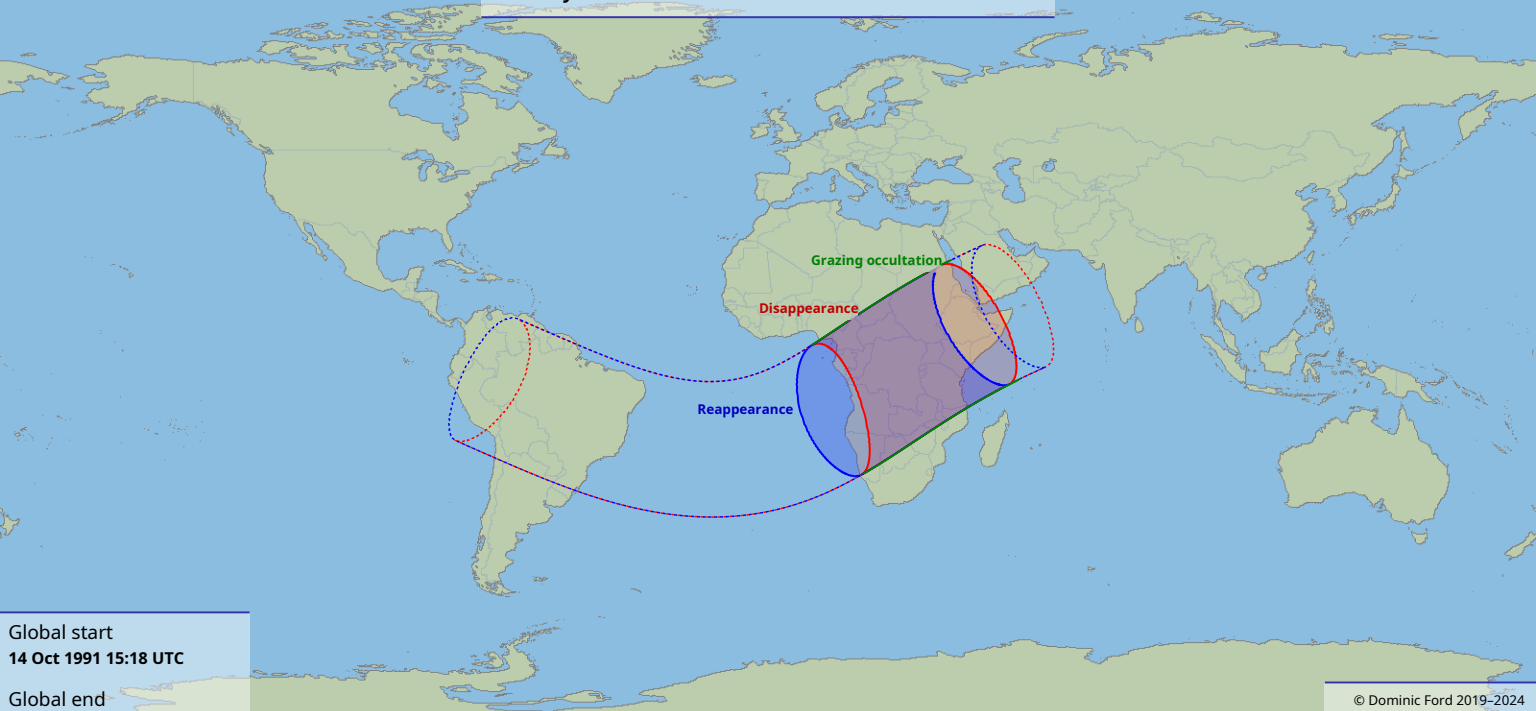 Grazing occultation
Disappearance
Reappearance
Global start
14 Oct 1991 15:18 UTC
Global end
© Dominic Ford 2019–2024